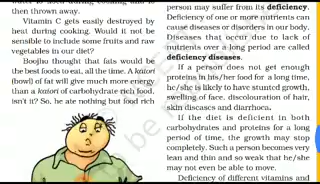 then thrown away.
Vitamin C gets easily destroyed by
heat during cooking. Would it not
be sensible to include some fruits and raw
vegetables in our diet?
Boojho thought that fats would be
the best foods to eat, all the time. A katori
(bowl) of fat will give much more energy
than a katori of carbohydrate rich food,
isn't it? So, he ate nothing but food rich
person may suffer from its deficiency.
Deficiency of one or more nutrients can
cause diseases or disorders in our body.
Diseases that occur due to lack of
nutrients over a long period are called
deficiency diseases.
If a person does not get enough
proteins in his/her food for a long time,
he/she is likely to have stunted growth,
swelling of face, discolouration of hair,
skin diseases and diarrhoea.
If the diet is deficient in both
carbohydrates and proteins for a long
period of time, the growth may stop
completely. Such a person becomes very
lean and thin and so weak that he/she
may not even be able to move.
Deficiency of different vitamins and